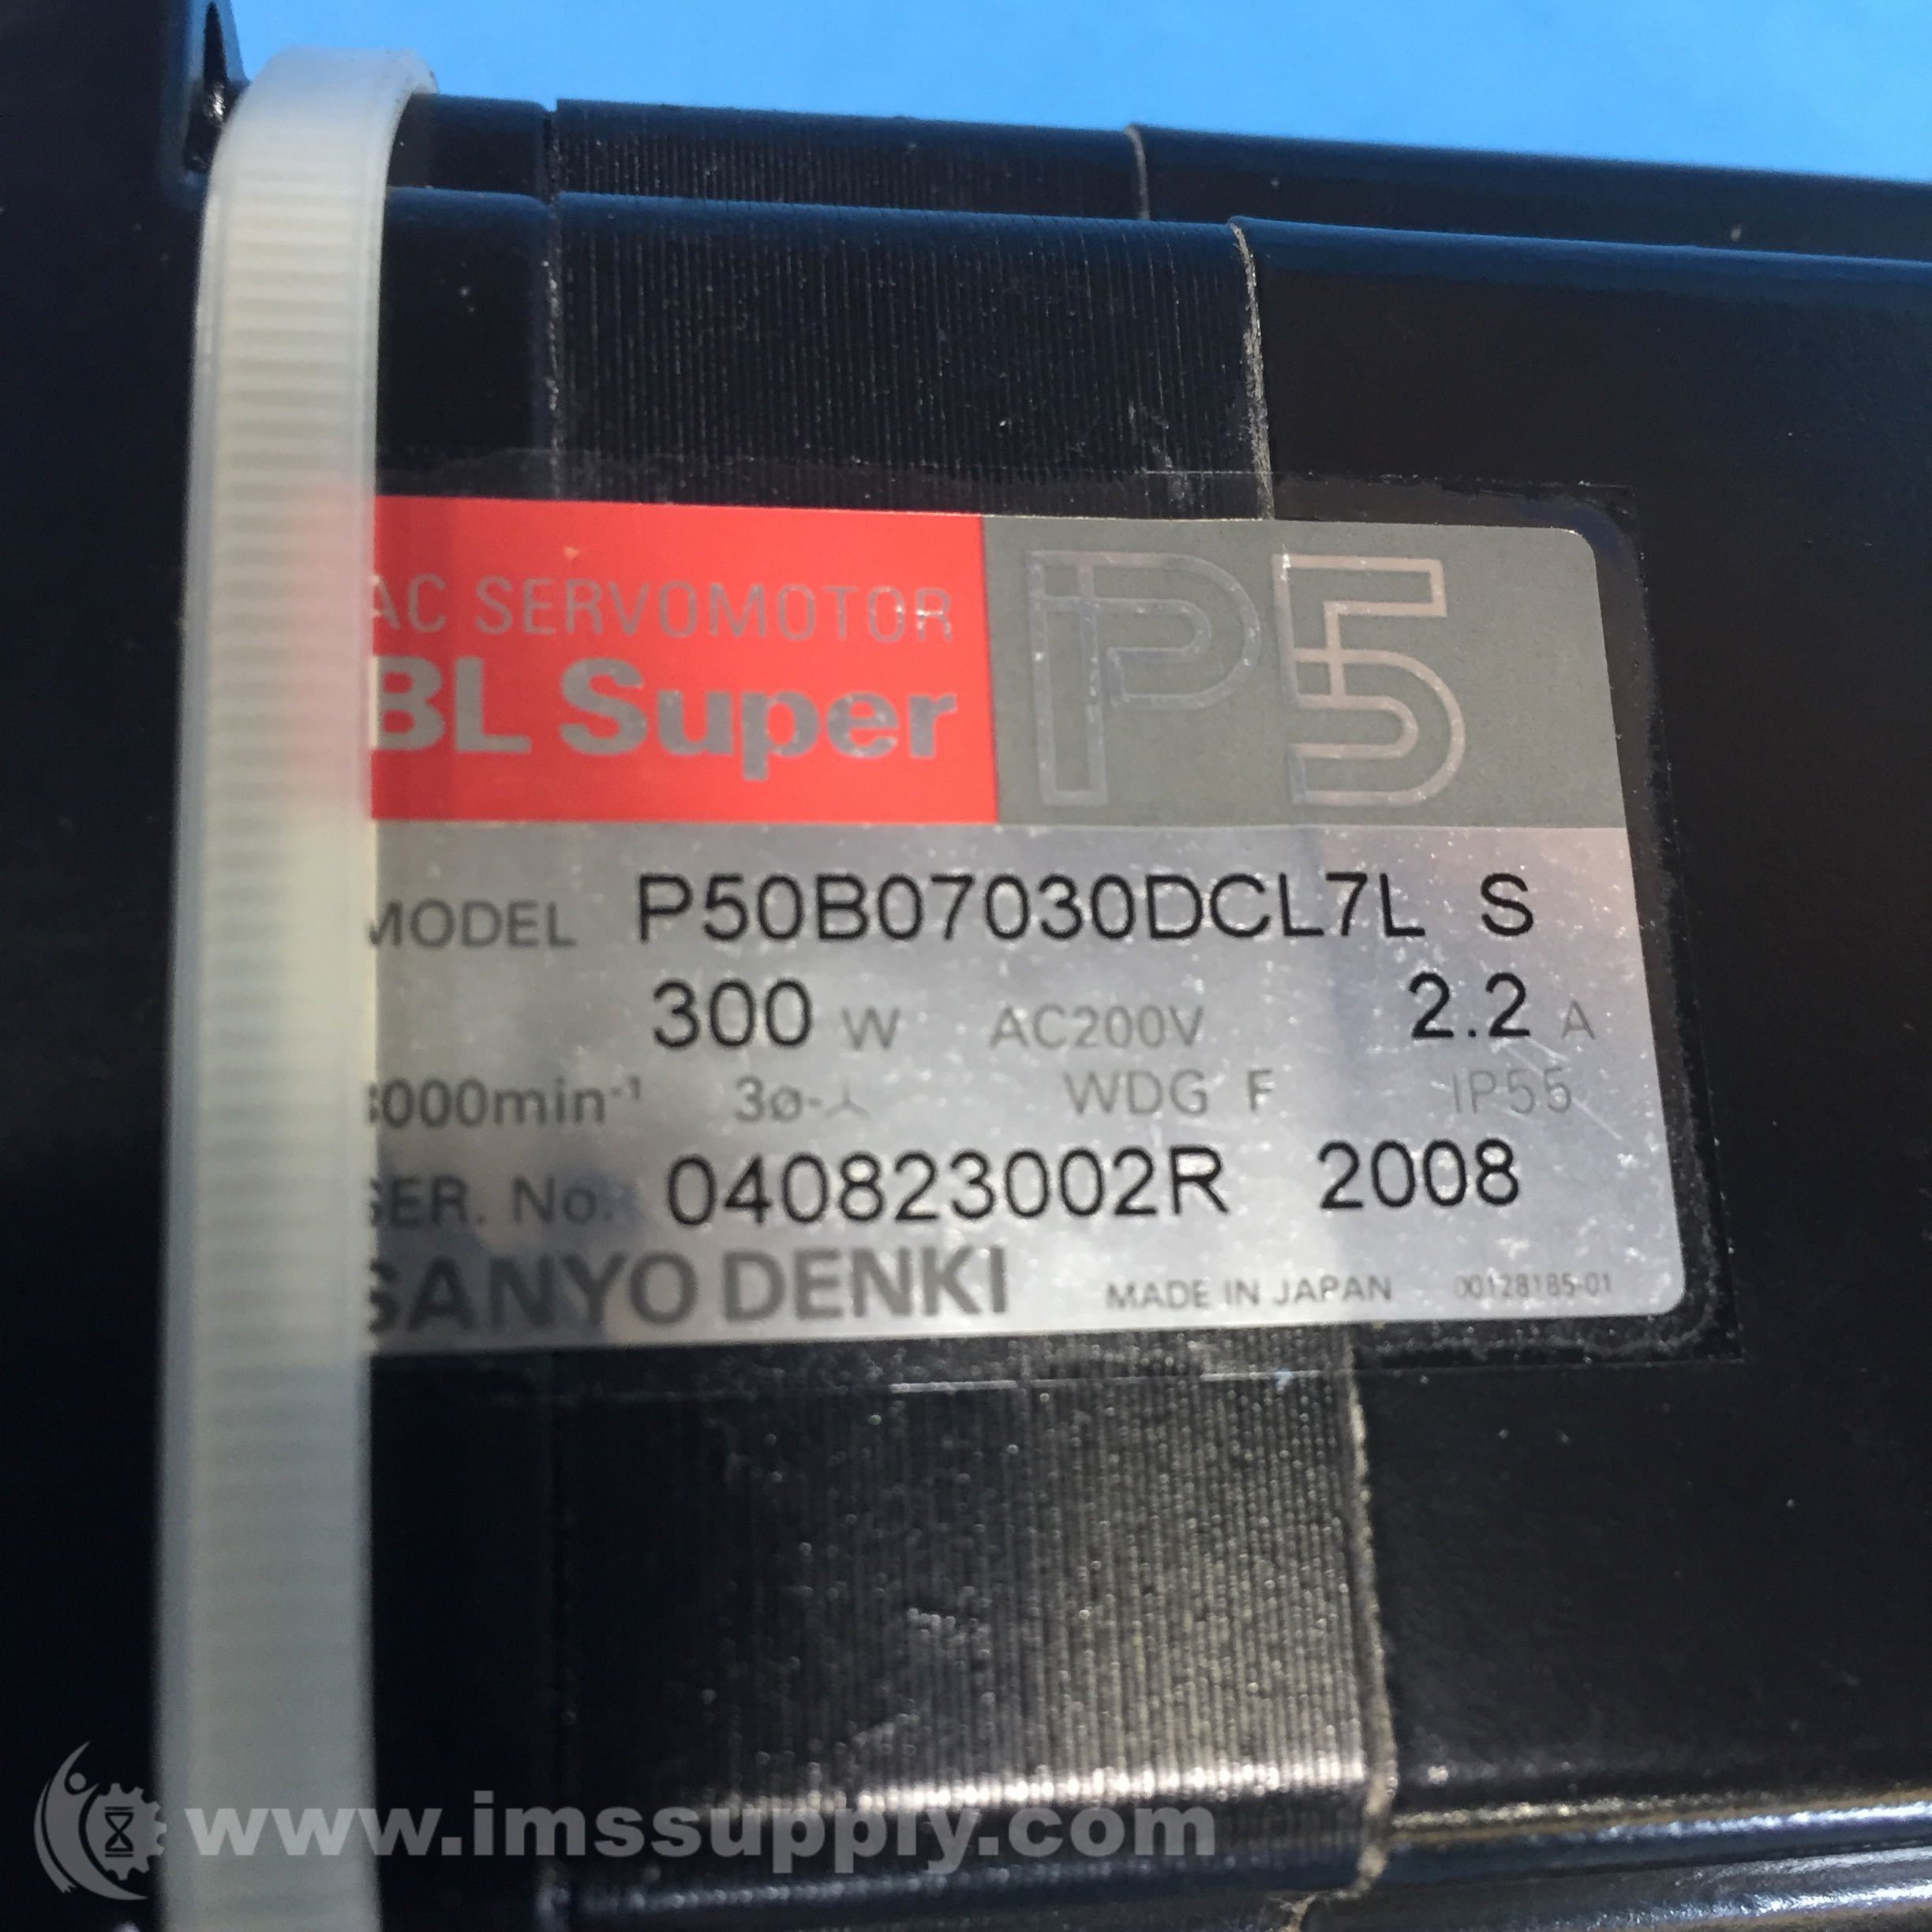 AC SERVOMOTOR
BL Super
P5
MODEL P50B07030DCL7L S
300 W AC200V 2.2 A
3000min⁻¹ 3ø-⅄ WDG F IP55
SER. No. 040823002R 2008
SANYO DENKI MADE IN JAPAN 00128185-01
www.imssupply.com